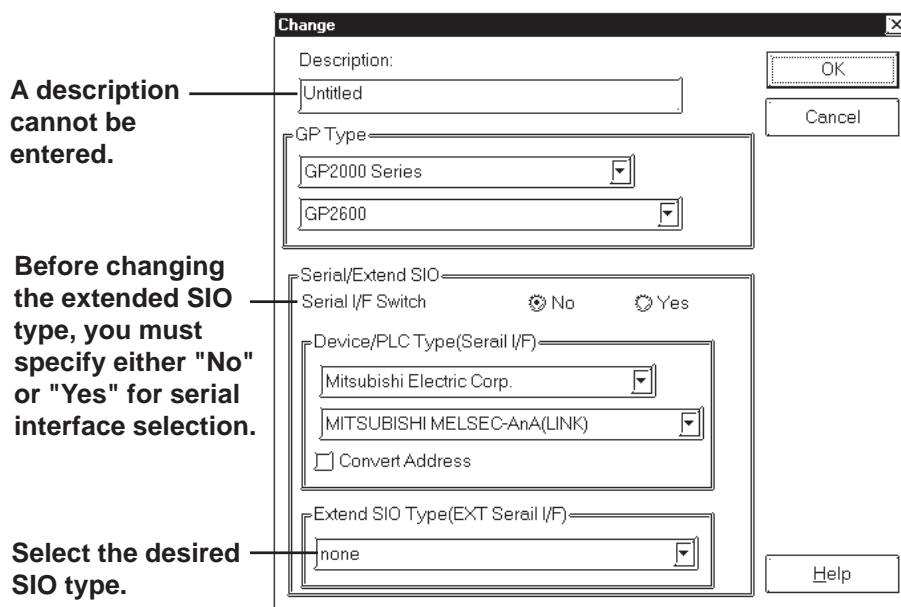 Change
Description:
OK
A description
cannot be
entered.
Untitled
Cancel
GP Type
GP2000 Series
GP2600
Before changing
the extended SIO
type, you must
specify either "No"
or "Yes" for serial
interface selection.
Serial/Extend SIO
Serial I/F Switch
No
Yes
Device/PLC Type(Serail I/F)
Mitsubishi Electric Corp.
MITSUBISHI MELSEC-AnA(LINK)
Convert Address
Extend SIO Type(EXT Serail I/F)
Select the desired
SIO type.
none
Help